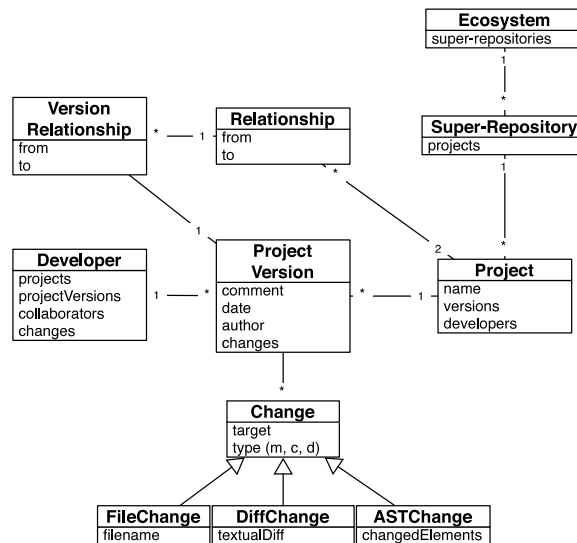 Ecosystem
super-repositories
1
*
Version
Relationship
from
to
*
1
Relationship
from
to
Super-Repository
projects
1
*
*
2
1
Developer
projects
projectVersions
collaborators
changes
1
*
Project
Version
comment
date
author
changes
*
1
Project
name
versions
developers
*
Change
target
type (m, c, d)
FileChange
filename
DiffChange
textualDiff
ASTChange
changedElements